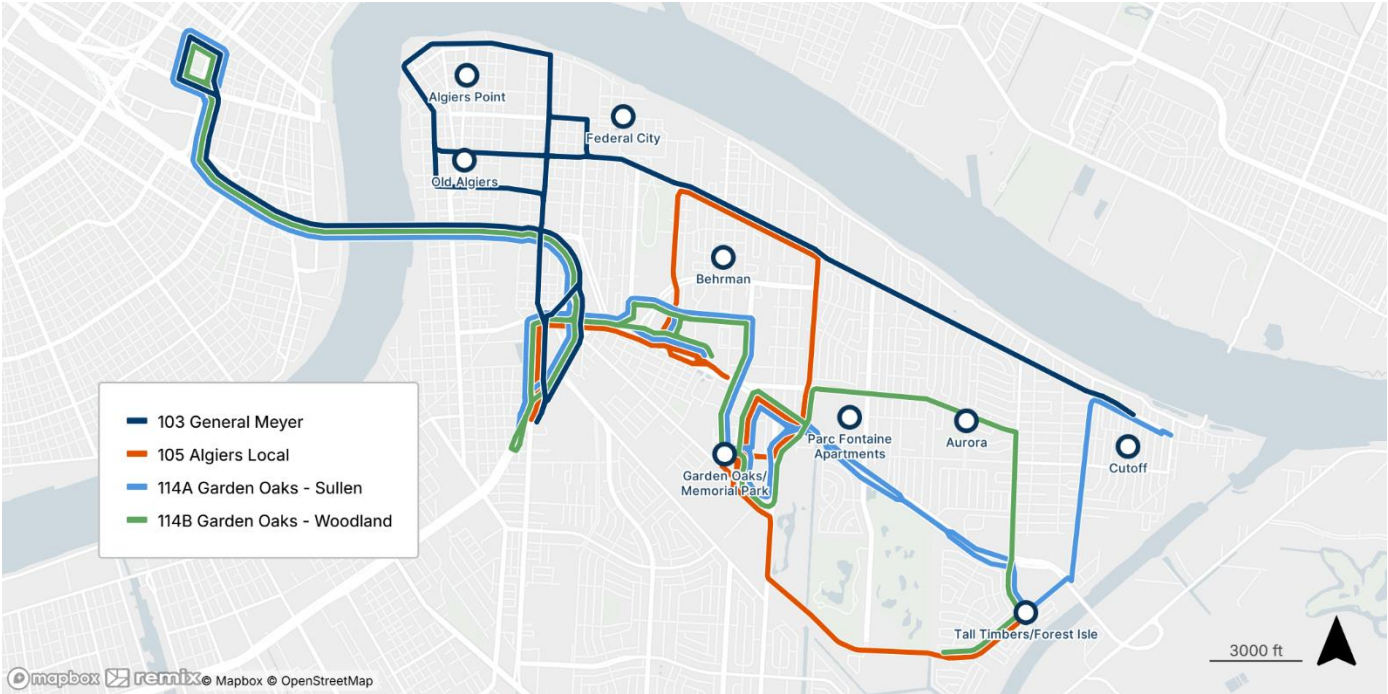 Algiers Point
Federal City
Old Algiers
Behrman
103 General Meyer
105 Algiers Local
114A Garden Oaks - Sullen
114B Garden Oaks - Woodland
Parc Fontaine
Apartments
Aurora
Cutoff
Garden Oaks/
Memorial Park
Tall Timbers/Forest Isle
3000 ft
mapbox remix © Mapbox © OpenStreetMap